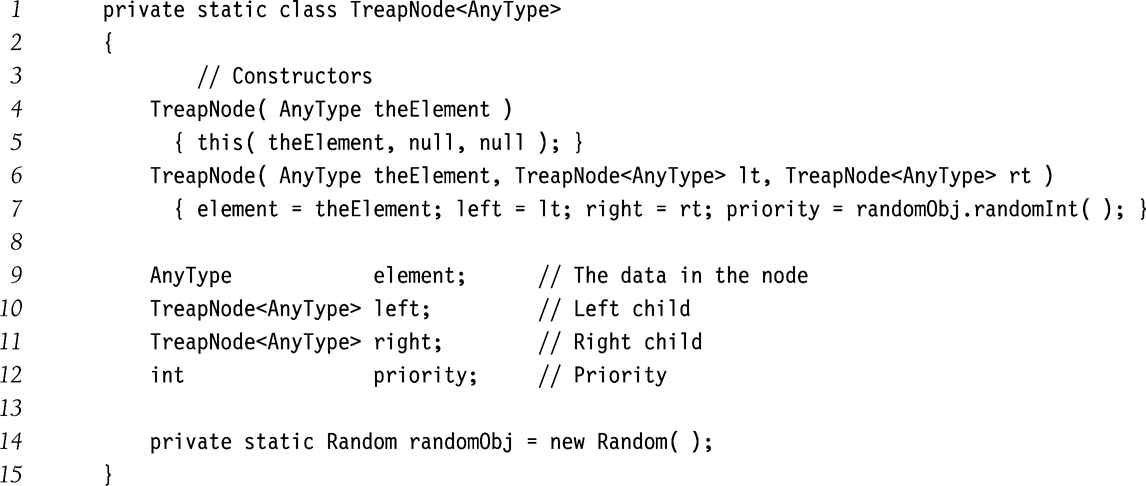 1 private static class TreapNode<AnyType>
2 {
3 // Constructors
4 TreapNode( AnyType theElement )
5 { this( theElement, null, null ); }
6 TreapNode( AnyType theElement, TreapNode<AnyType> lt, TreapNode<AnyType> rt )
7 { element = theElement; left = lt; right = rt; priority = randomObj.randomInt( ); }
8
9 AnyType element; // The data in the node
10 TreapNode<AnyType> left; // Left child
11 TreapNode<AnyType> right; // Right child
12 int priority; // Priority
13
14 private static Random randomObj = new Random( );
15 }